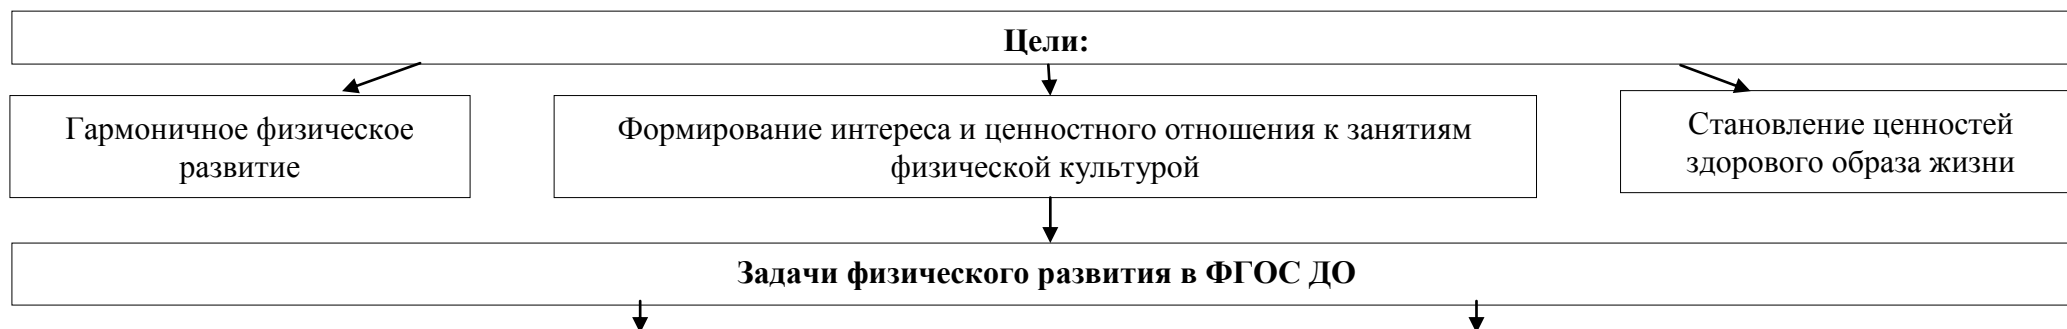 Цели:
Гармоничное физическое
развитие
Формирование интереса и ценностного отношения к занятиям
физической культурой
Становление ценностей
здорового образа жизни
Задачи физического развития в ФГОС ДО